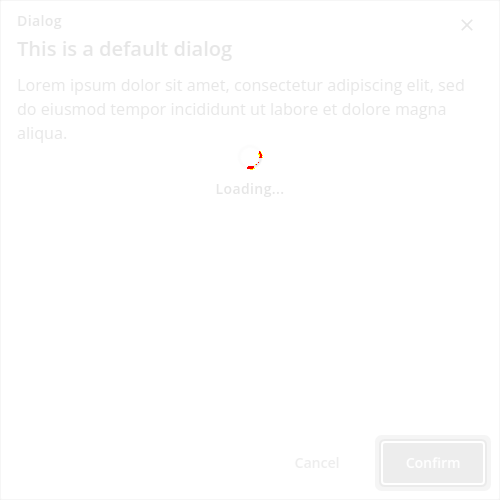 Dialog
This is a default dialog
Lorem ipsum dolor sit amet, consectetur adipiscing elit, sed
do eiusmod tempor incididunt ut labore et dolore magna
aliqua.
Loading...
Cancel
Confirm